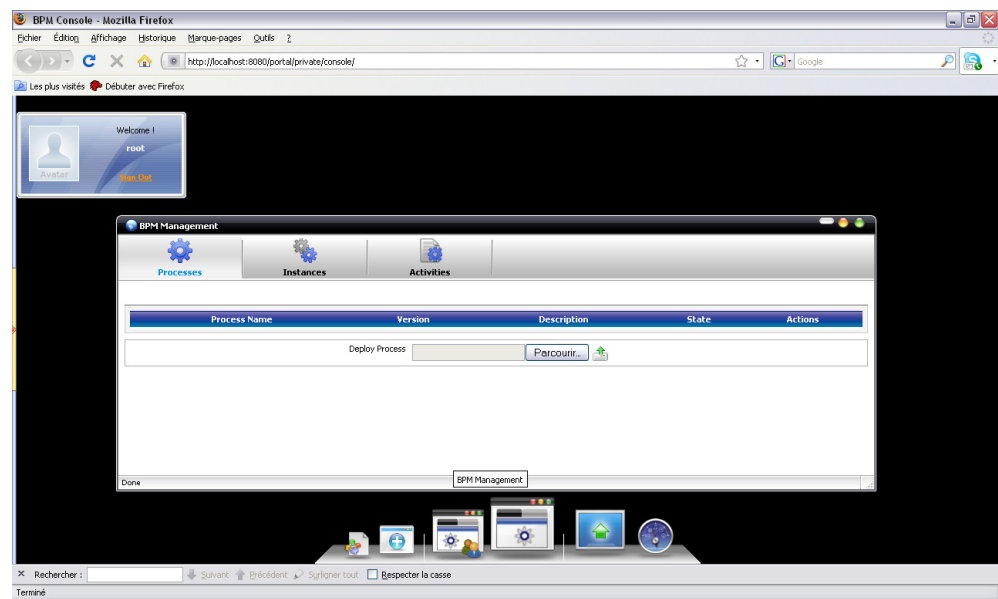 BPM Console - Mozilla Firefox
Fichier Édition Affichage Historique Marque-pages Outils ?
http://localhost:8080/portal/private/console/
Google
Les plus visités Débuter avec Firefox
Welcome !
root
Avatar
Sign Out
BPM Management
Processes Instances Activities
Process Name Version Description State Actions
Deploy Process Parcourir...
Done
BPM Management
Rechercher : Suivant Précédent Surligner tout Respecter la casse
Terminé